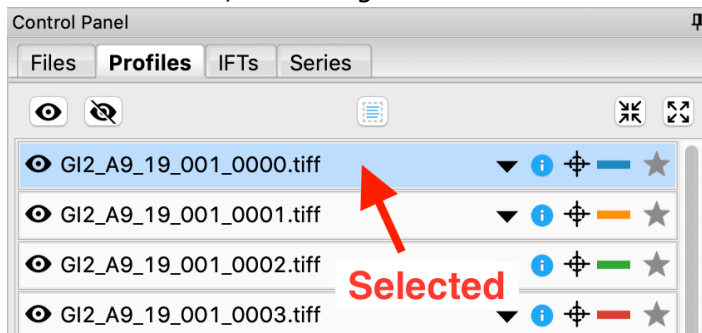 Control Panel
Files Profiles IFTs Series
GI2_A9_19_001_0000.tiff
GI2_A9_19_001_0001.tiff
GI2_A9_19_001_0002.tiff
Selected
GI2_A9_19_001_0003.tiff